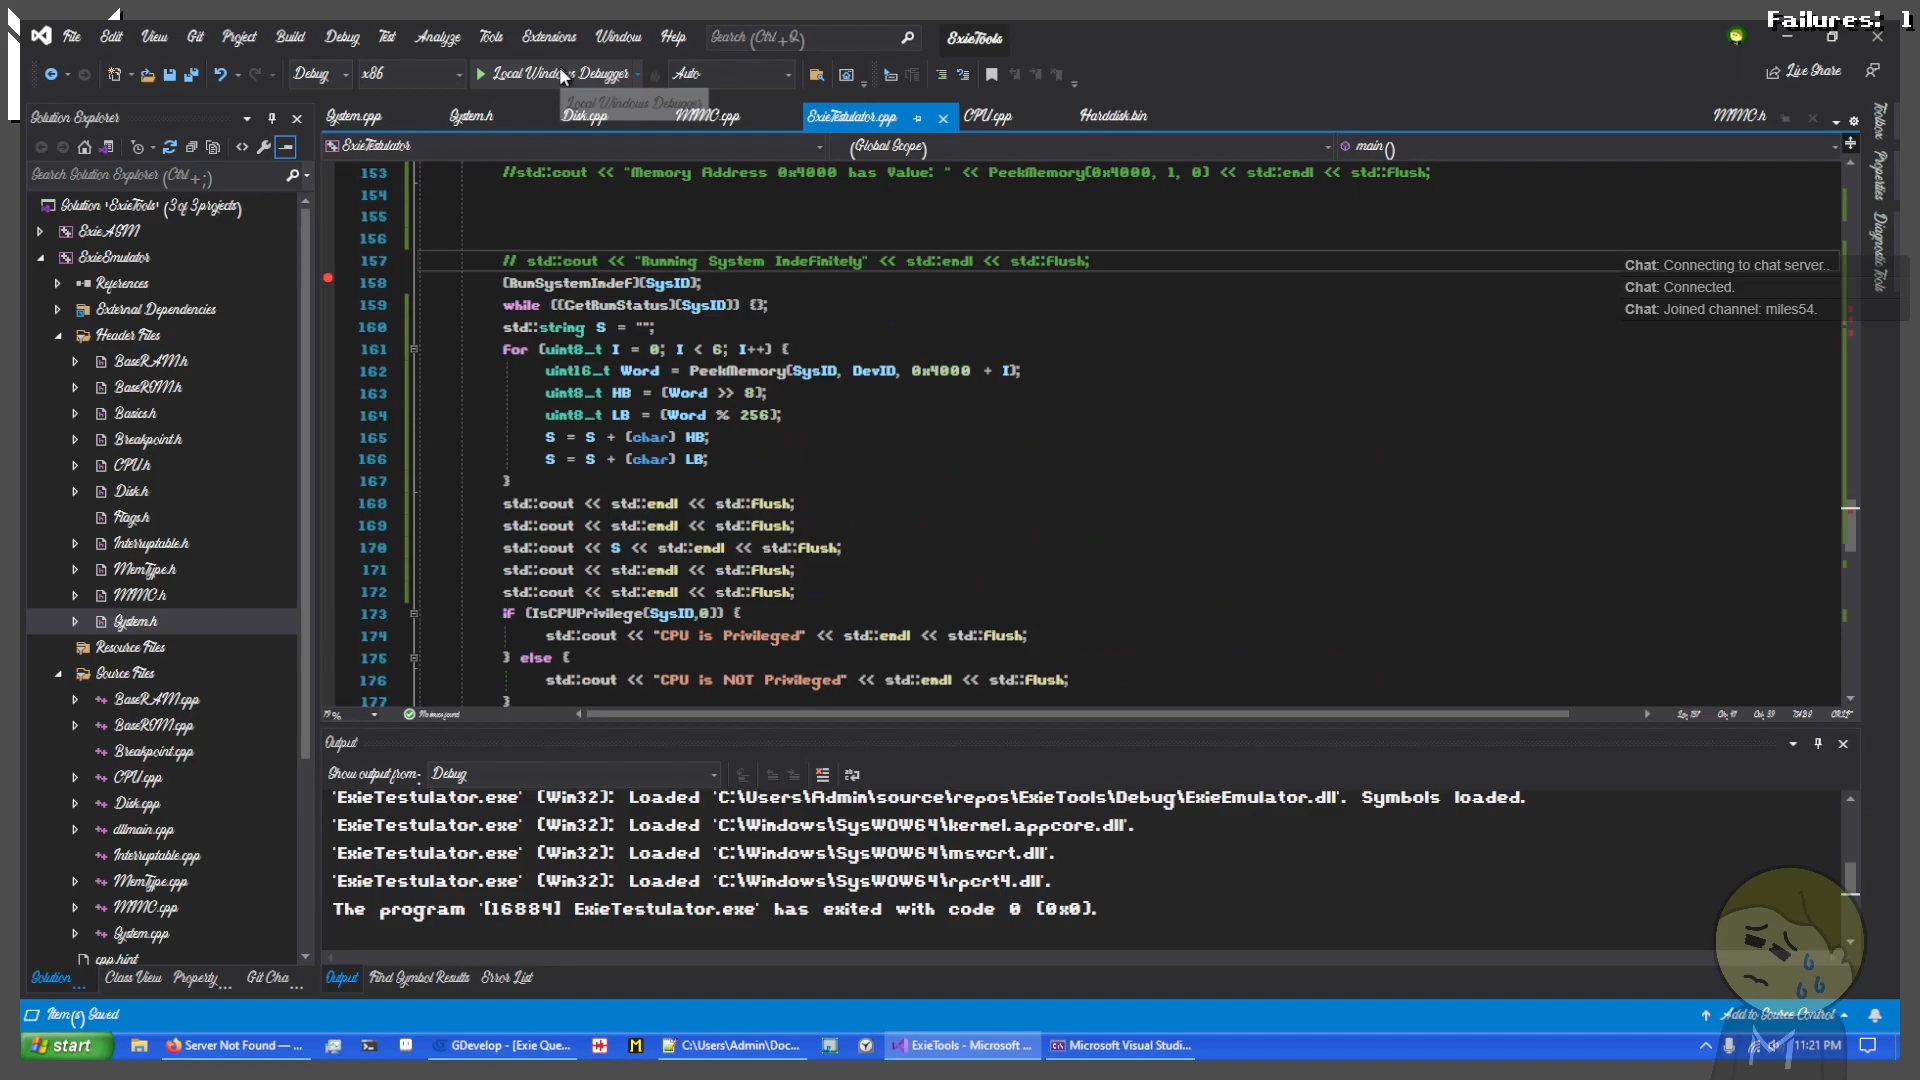 Failures: 1
File Edit View Git Project Build Debug Test Analyze Tools Extensions Window Help Search (Ctrl+Q) ExieTools
Debug x86 Local Windows Debugger Auto Live Share
Local Windows Debugger
Solution Explorer
System.cpp System.h Disk.cpp MMC.cpp ExieTestulator.cpp CPU.cpp Harddisk.bin MMC.h
ExieTestulator (Global Scope) main()
Search Solution Explorer (Ctrl+;)
Solution 'ExieTools' (3 of 3 projects)
ExieASM
ExieEmulator
References
External Dependencies
Header Files
BaseRAM.h
BaseROM.h
Basics.h
Breakpoint.h
CPU.h
Disk.h
Flags.h
Interruptable.h
MemType.h
MMC.h
System.h
Resource Files
Source Files
BaseRAM.cpp
BaseROM.cpp
Breakpoint.cpp
CPU.cpp
Disk.cpp
dllmain.cpp
Interruptable.cpp
MemType.cpp
MMC.cpp
System.cpp
cpp.hint
Solution ... Class View Property ... Git Cha ...
153 //std::cout << "Memory Address 0x4000 has Value: " << PeekMemory(0x4000, 1, 0) << std::endl << std::flush;
154
155
156
157 // std::cout << "Running System Indefinitely" << std::endl << std::flush;
158 (RunSystemIndef)(SysID);
159 while ((GetRunStatus)(SysID)) {};
160 std::string S = "";
161 for (uint8_t I = 0; I < 6; I++) {
162 uint16_t Word = PeekMemory(SysID, DevID, 0x4000 + I);
163 uint8_t HB = (Word >> 8);
164 uint8_t LB = (Word % 256);
165 S = S + (char) HB;
166 S = S + (char) LB;
167 }
168 std::cout << std::endl << std::flush;
169 std::cout << std::endl << std::flush;
170 std::cout << S << std::endl << std::flush;
171 std::cout << std::endl << std::flush;
172 std::cout << std::endl << std::flush;
173 if (IsCPUPrivilege(SysID,0)) {
174 std::cout << "CPU is Privileged" << std::endl << std::flush;
175 } else {
176 std::cout << "CPU is NOT Privileged" << std::endl << std::flush;
177 }
Chat: Connecting to chat server..
Chat: Connected.
Chat: Joined channel: miles54.
Toolbox
Properties
Diagnostic Tools
No issues found
Output
Show output from: Debug
'ExieTestulator.exe' (Win32): Loaded 'C:\Users\Admin\source\repos\ExieTools\Debug\ExieEmulator.dll'. Symbols loaded.
'ExieTestulator.exe' (Win32): Loaded 'C:\Windows\SysWOW64\kernel.appcore.dll'.
'ExieTestulator.exe' (Win32): Loaded 'C:\Windows\SysWOW64\msvcrt.dll'.
'ExieTestulator.exe' (Win32): Loaded 'C:\Windows\SysWOW64\rpcrt4.dll'.
The program '[16884] ExieTestulator.exe' has exited with code 0 (0x0).
Output Find Symbol Results Error List
Item(s) Saved Add to Source Control
start Server Not Found — ... GDevelop - [Exie Que... C:\Users\Admin\Doc... ExieTools - Microsoft ... Microsoft Visual Studi... 11:21 PM